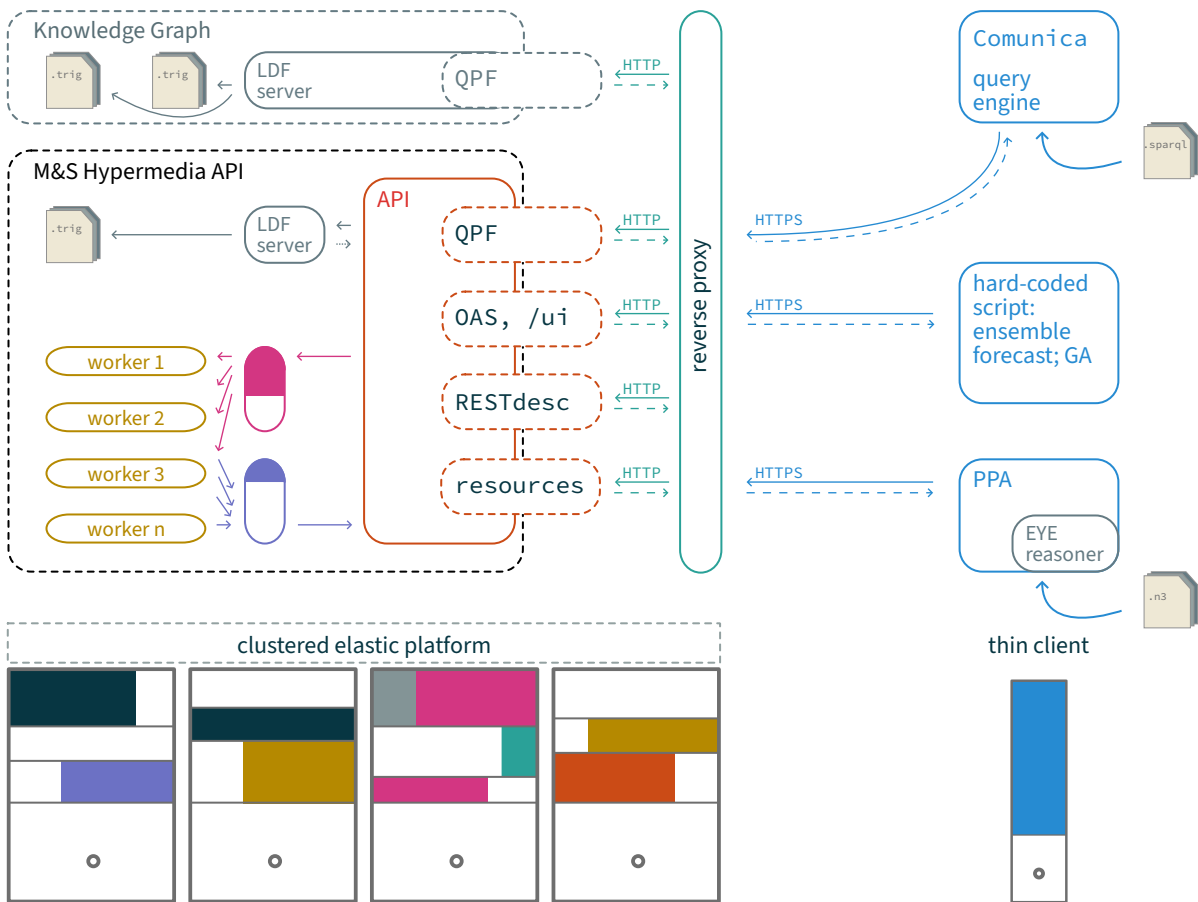 Knowledge Graph
.trig
.trig
LDF
server
QPF
HTTP
Comunica
query
engine
.sparql
M&S Hypermedia API
API
.trig
LDF
server
QPF
HTTP
HTTPS
reverse proxy
OAS, /ui
HTTP
HTTPS
hard-coded
script:
ensemble
forecast; GA
worker 1
worker 2
worker 3
worker n
RESTdesc
HTTP
resources
HTTP
HTTPS
PPA
EYE
reasoner
.n3
clustered elastic platform
thin client